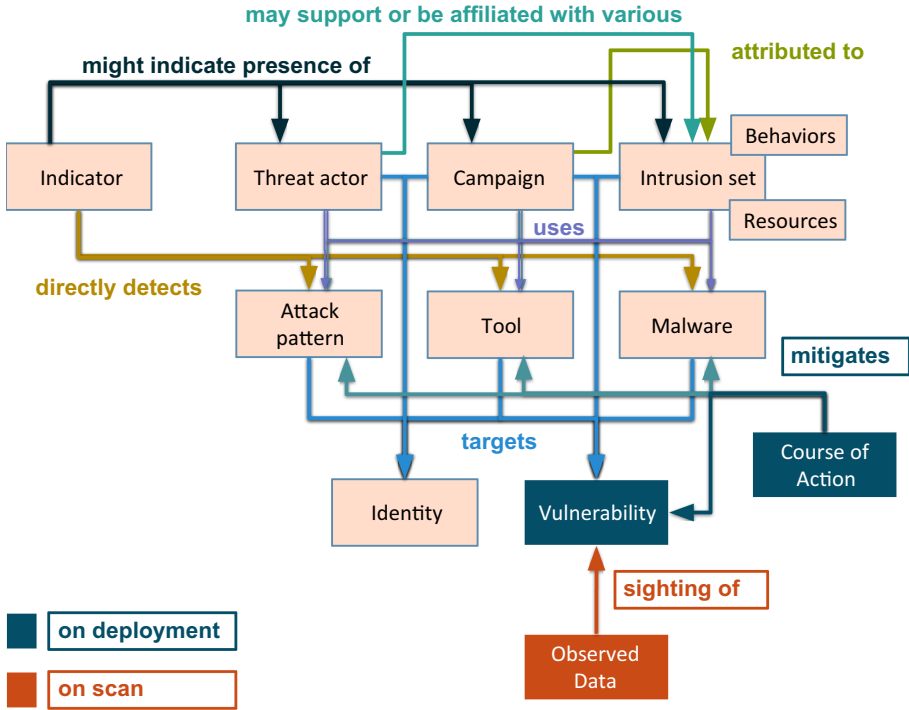 may support or be affiliated with various
attributed to
might indicate presence of
Behaviors
Indicator
Threat actor
Campaign
Intrusion set
Resources
uses
directly detects
Attack
pattern
Tool
Malware
mitigates
targets
Course of
Action
Identity
Vulnerability
sighting of
on deployment
Observed
Data
on scan